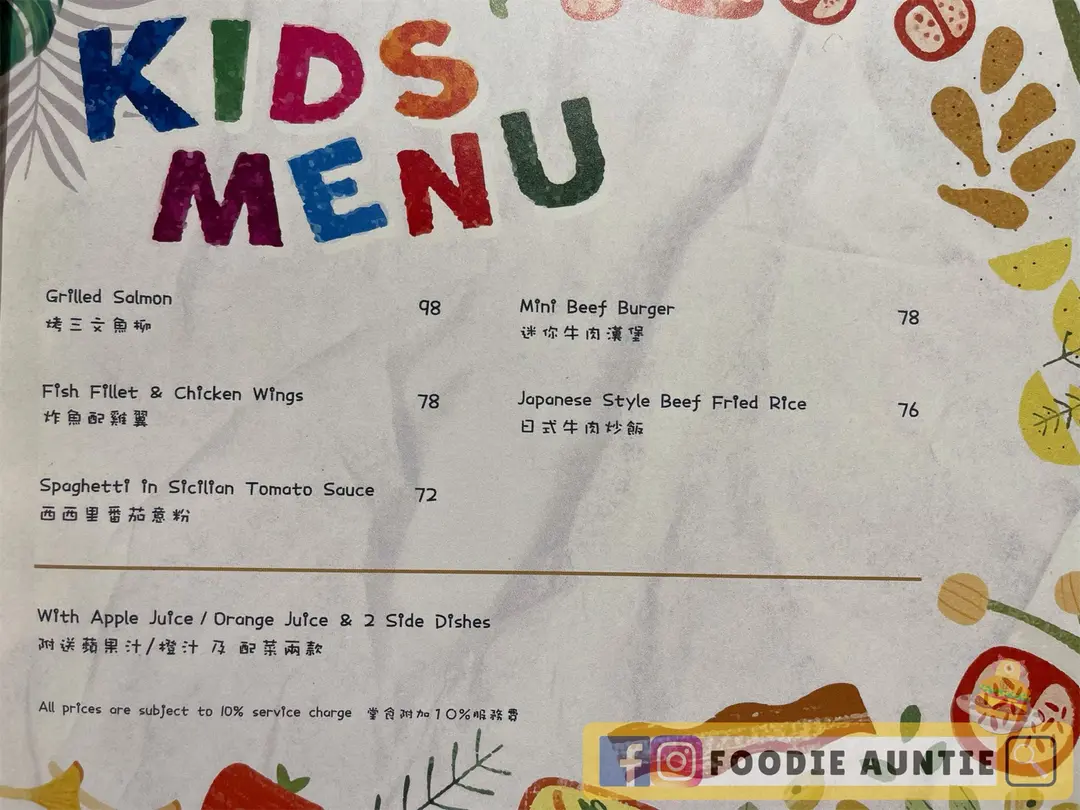 KIDS
MENU
Grilled Salmon 98
烤三文魚柳
Fish Fillet & Chicken Wings 78
炸魚配雞翼
Spaghetti in Sicilian Tomato Sauce 72
西西里番茄意粉
Mini Beef Burger 78
迷你牛肉漢堡
Japanese Style Beef Fried Rice 76
日式牛肉炒飯
With Apple Juice / Orange Juice & 2 Side Dishes
附送蘋果汁/橙汁 及 配菜兩款
All prices are subject to 10% service charge 堂食附加10%服務費
FOODIE AUNTIE